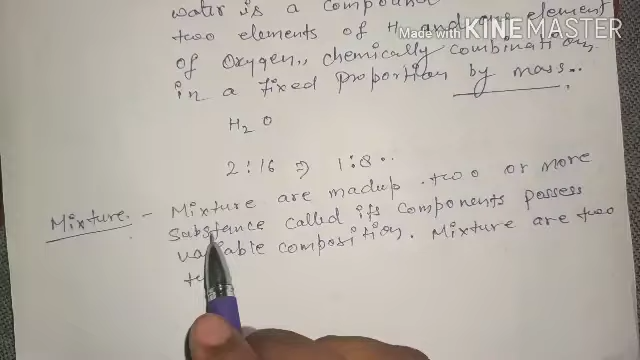 water is a compound
two elements of H and one element
of Oxygen, chemically combination
in a fixed proportion by mass..
H2O
2:16 ⇒ 1:8..
Mixture. - Mixture are madup two or more
Substance called its components possess
variable composition. Mixture are two
Made with KINEMASTER